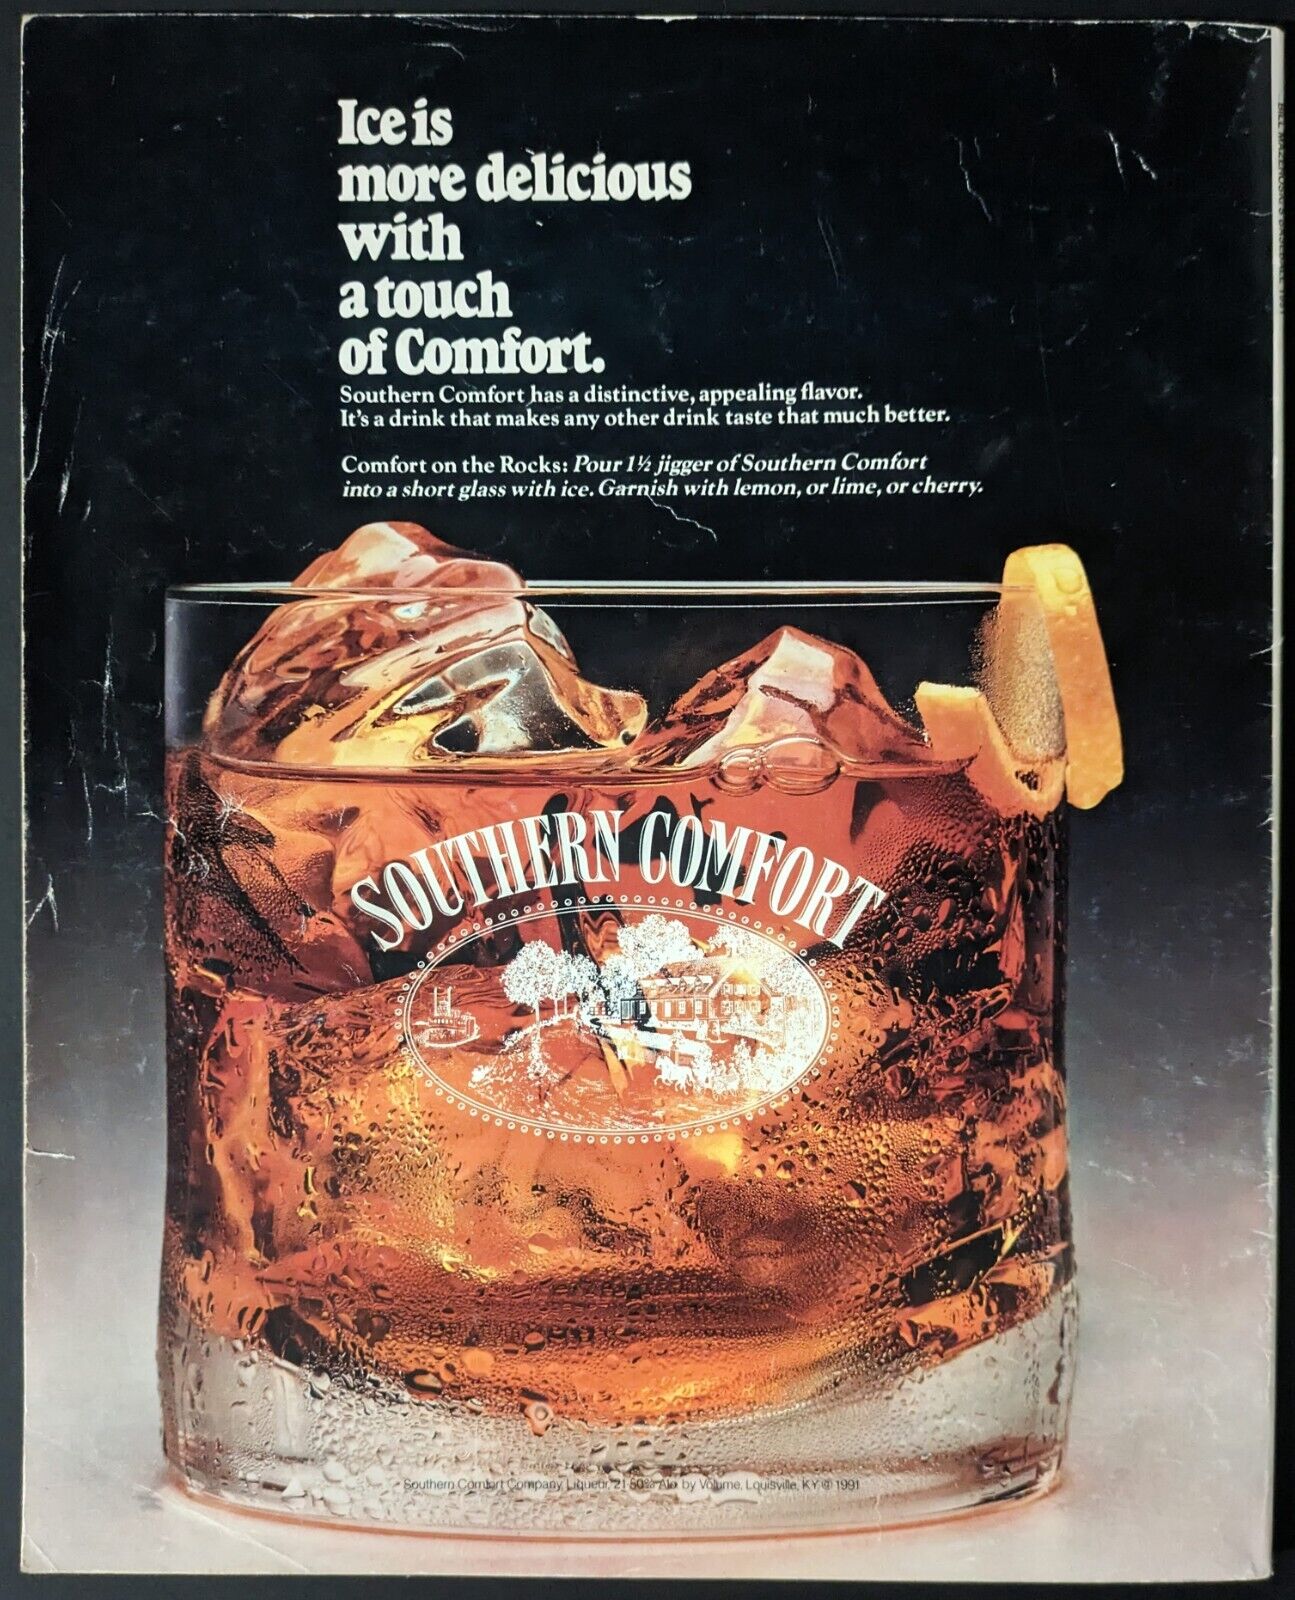 Ice is
more delicious
with
a touch
of Comfort.
Southern Comfort has a distinctive, appealing flavor.
It's a drink that makes any other drink taste that much better.
Comfort on the Rocks: Pour 1½ jigger of Southern Comfort
into a short glass with ice. Garnish with lemon, or lime, or cherry.
SOUTHERN COMFORT
Southern Comfort Company, Liqueur, 21-50% Alc. by Volume, Louisville, KY © 1991